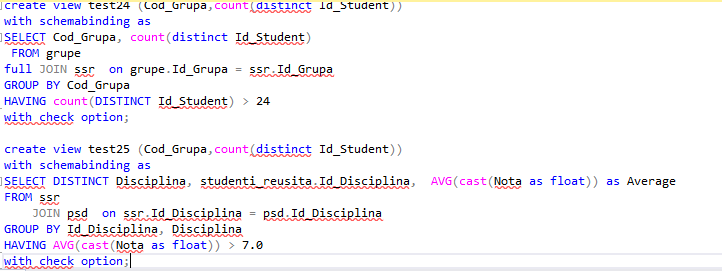 create view test24 (Cod_Grupa,count(distinct Id_Student))
with schemabinding as
SELECT Cod_Grupa, count(distinct Id_Student)
FROM grupe
full JOIN ssr  on grupe.Id_Grupa = ssr.Id_Grupa
GROUP BY Cod_Grupa
HAVING count(DISTINCT Id_Student) > 24
with check option;
create view test25 (Cod_Grupa,count(distinct Id_Student))
with schemabinding as
SELECT DISTINCT Disciplina, studenti_reusita.Id_Disciplina,  AVG(cast(Nota as float)) as Average
FROM ssr
JOIN psd  on ssr.Id_Disciplina = psd.Id_Disciplina
GROUP BY Id_Disciplina, Disciplina
HAVING AVG(cast(Nota as float)) > 7.0
with check option;